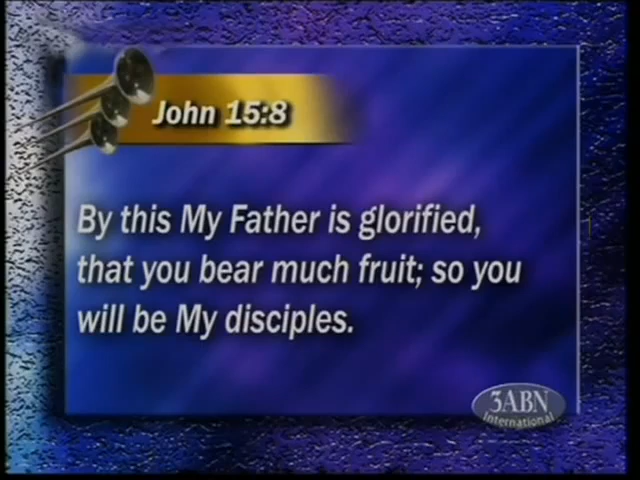 John 15:8
By this My Father is glorified,
that you bear much fruit; so you
will be My disciples.
3ABN
International